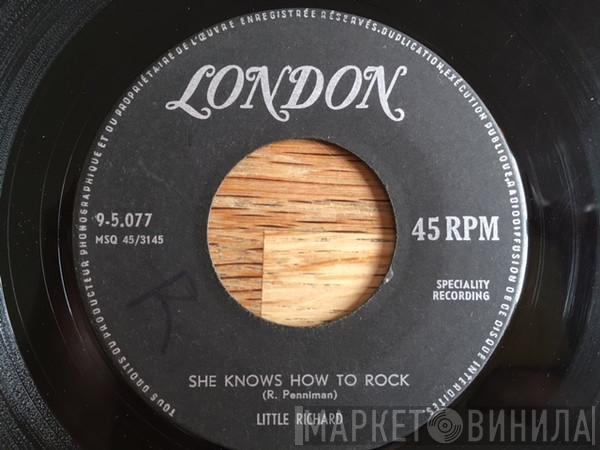 TOUS DROITS DU PRODUCTEUR PHONOGRAPHIQUE ET DU PROPRIÉTAIRE DE L'ŒUVRE ENREGISTRÉE RÉSERVÉS. DUPLICATION, EXÉCUTION PUBLIQUE, RADIODIFFUSION DE CE DISQUE INTERDITES.
LONDON
9-5.077
MSQ 45/3145
45 RPM
SPECIALITY
RECORDING
R
SHE KNOWS HOW TO ROCK
(R. Penniman)
LITTLE RICHARD
МАРКЕТ ВИНИЛА